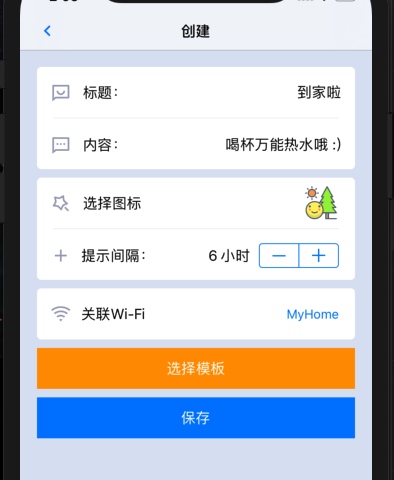 创建
标题：
到家啦
内容：
喝杯万能热水哦 :)
选择图标
提示间隔：
6 小时
关联Wi-Fi
MyHome
选择模板
保存